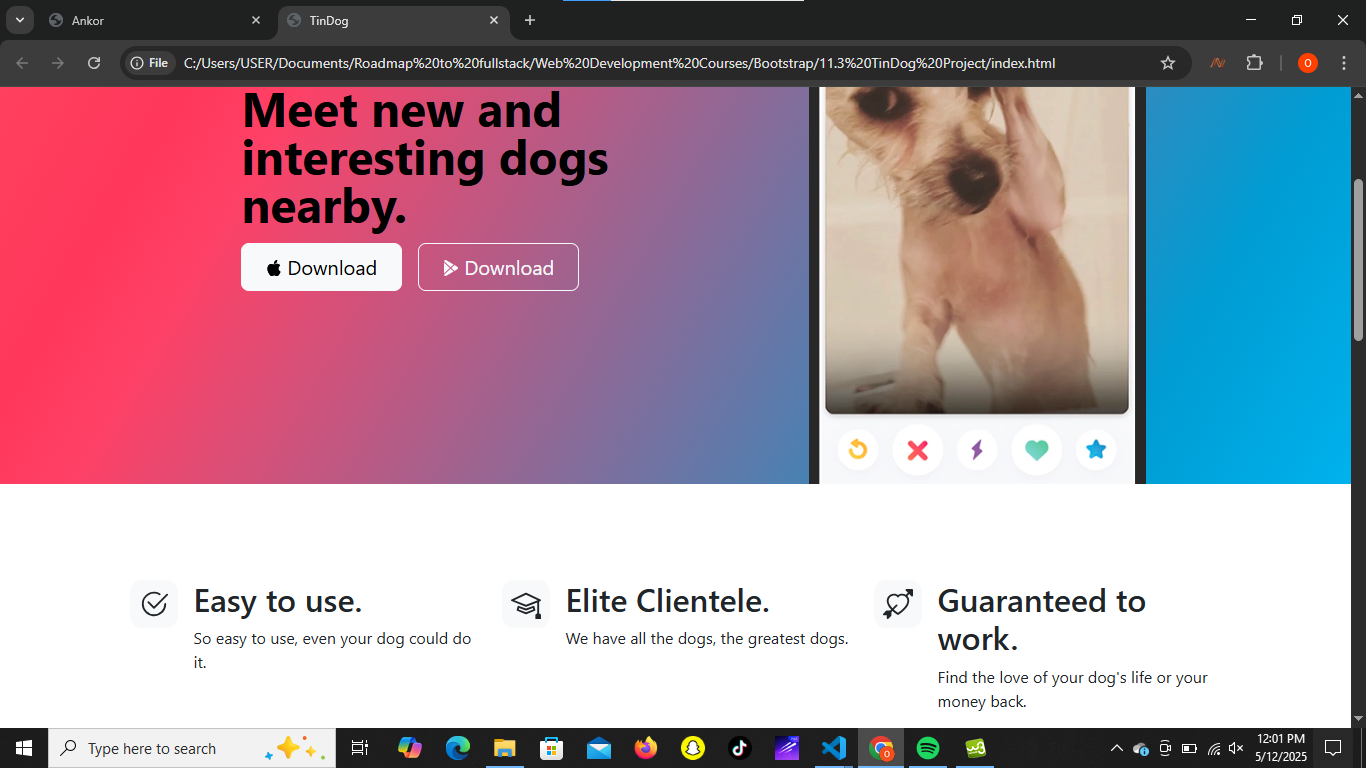 Ankor
TinDog
File
C:/Users/USER/Documents/Roadmap%20to%20fullstack/Web%20Development%20Courses/Bootstrap/11.3%20TinDog%20Project/index.html
O
Meet new and
interesting dogs
nearby.
Download
Download
Easy to use.
So easy to use, even your dog could do
it.
Elite Clientele.
We have all the dogs, the greatest dogs.
Guaranteed to
work.
Find the love of your dog's life or your
money back.
Type here to search
12:01 PM
5/12/2025